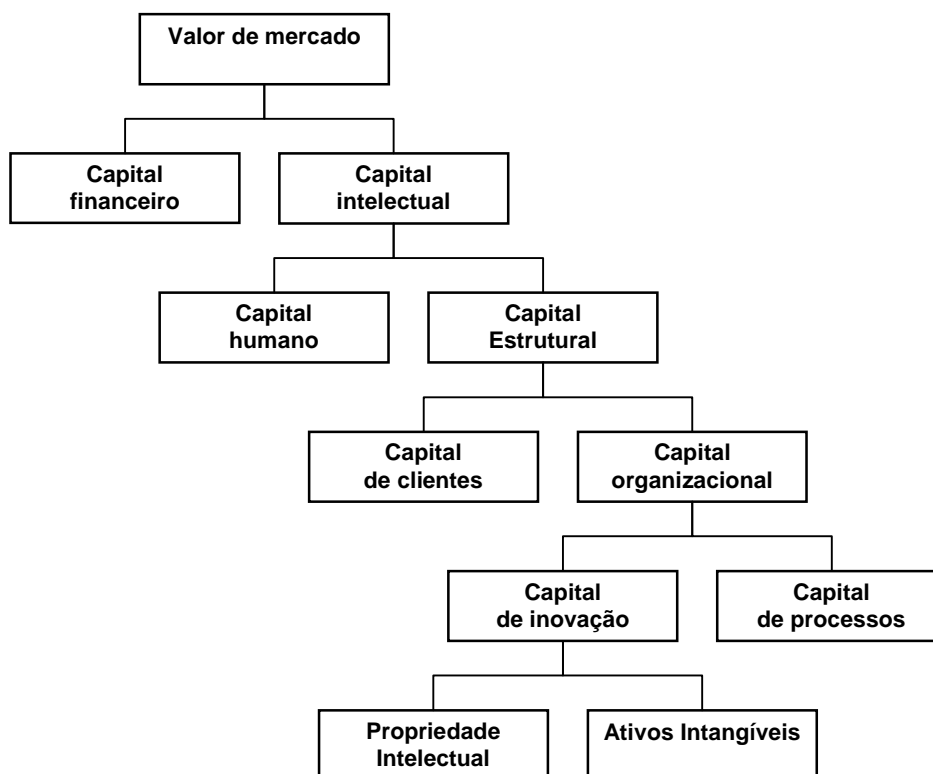 Valor de mercado
Capital
financeiro
Capital
intelectual
Capital
humano
Capital
Estrutural
Capital
de clientes
Capital
organizacional
Capital
de inovação
Capital
de processos
Propriedade
Intelectual
Ativos Intangíveis